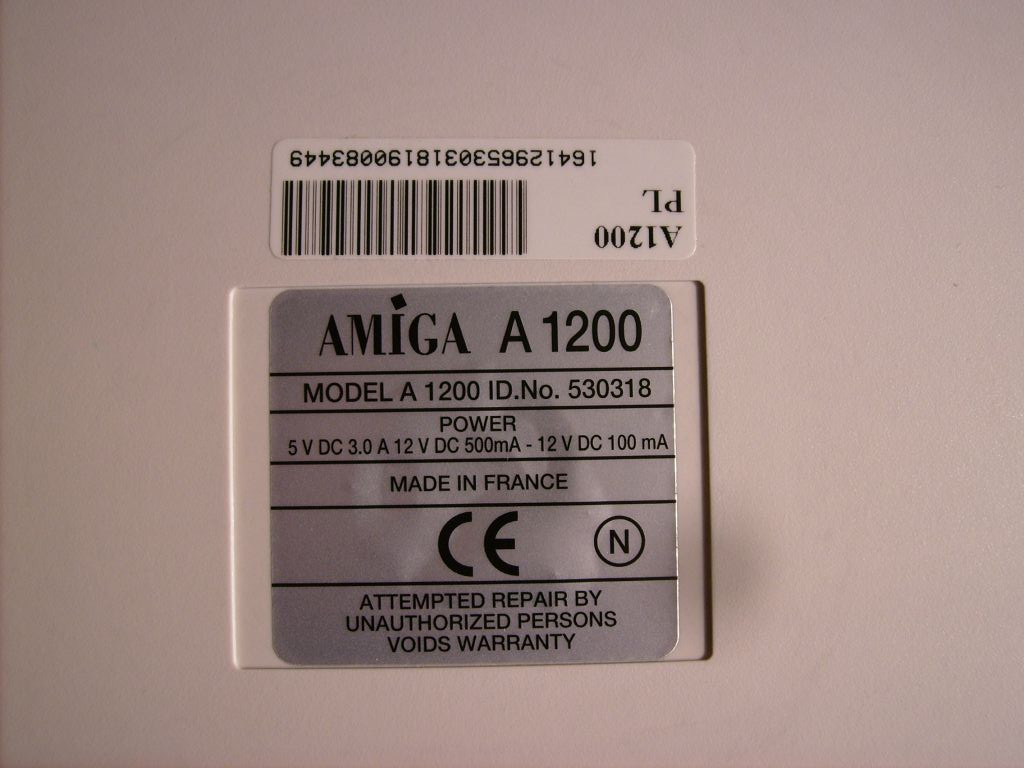 A1200
PL
1641296530318190083449
AMIGA A 1200
MODEL A 1200 ID.No. 530318
POWER
5 V DC 3.0 A 12 V DC 500mA - 12 V DC 100 mA
MADE IN FRANCE
CE N
ATTEMPTED REPAIR BY
UNAUTHORIZED PERSONS
VOIDS WARRANTY